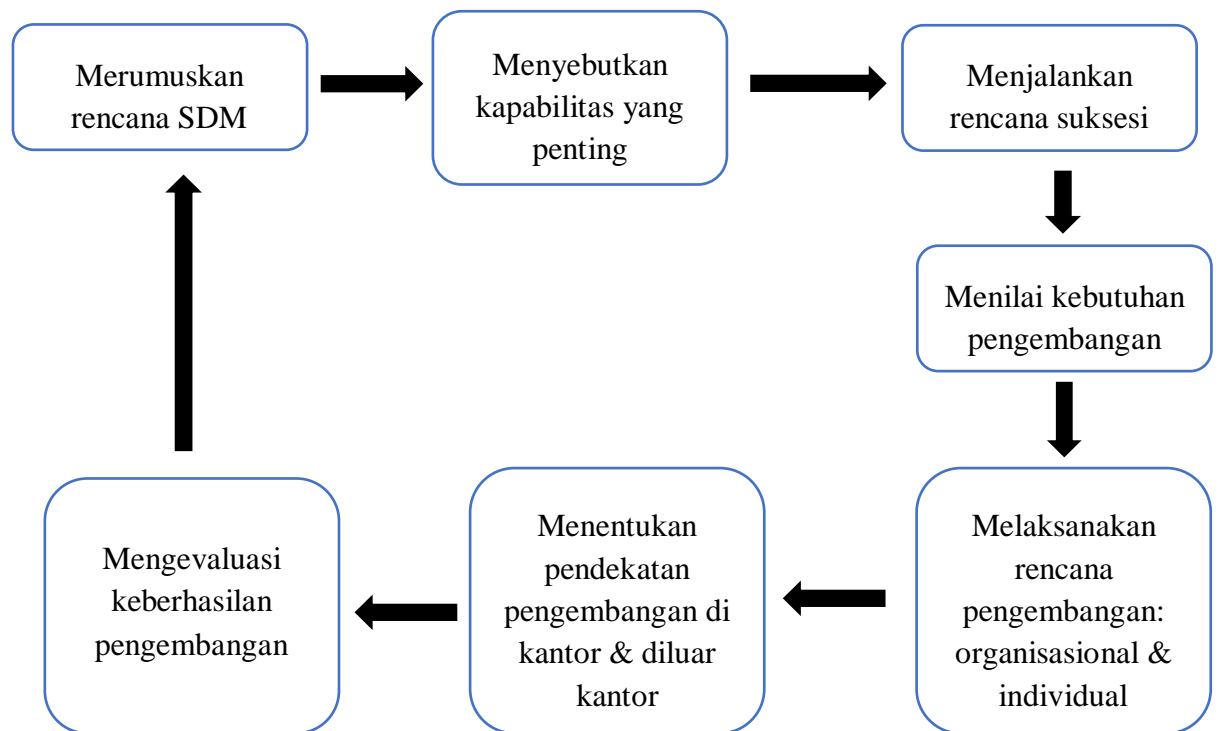 Merumuskan
rencana SDM
Menyebutkan
kapabilitas yang
penting
Menjalankan
rencana suksesi
Menilai kebutuhan
pengembangan
Melaksanakan
rencana
pengembangan:
organisasional &
individual
Menentukan
pendekatan
pengembangan di
kantor & diluar
kantor
Mengevaluasi
keberhasilan
pengembangan